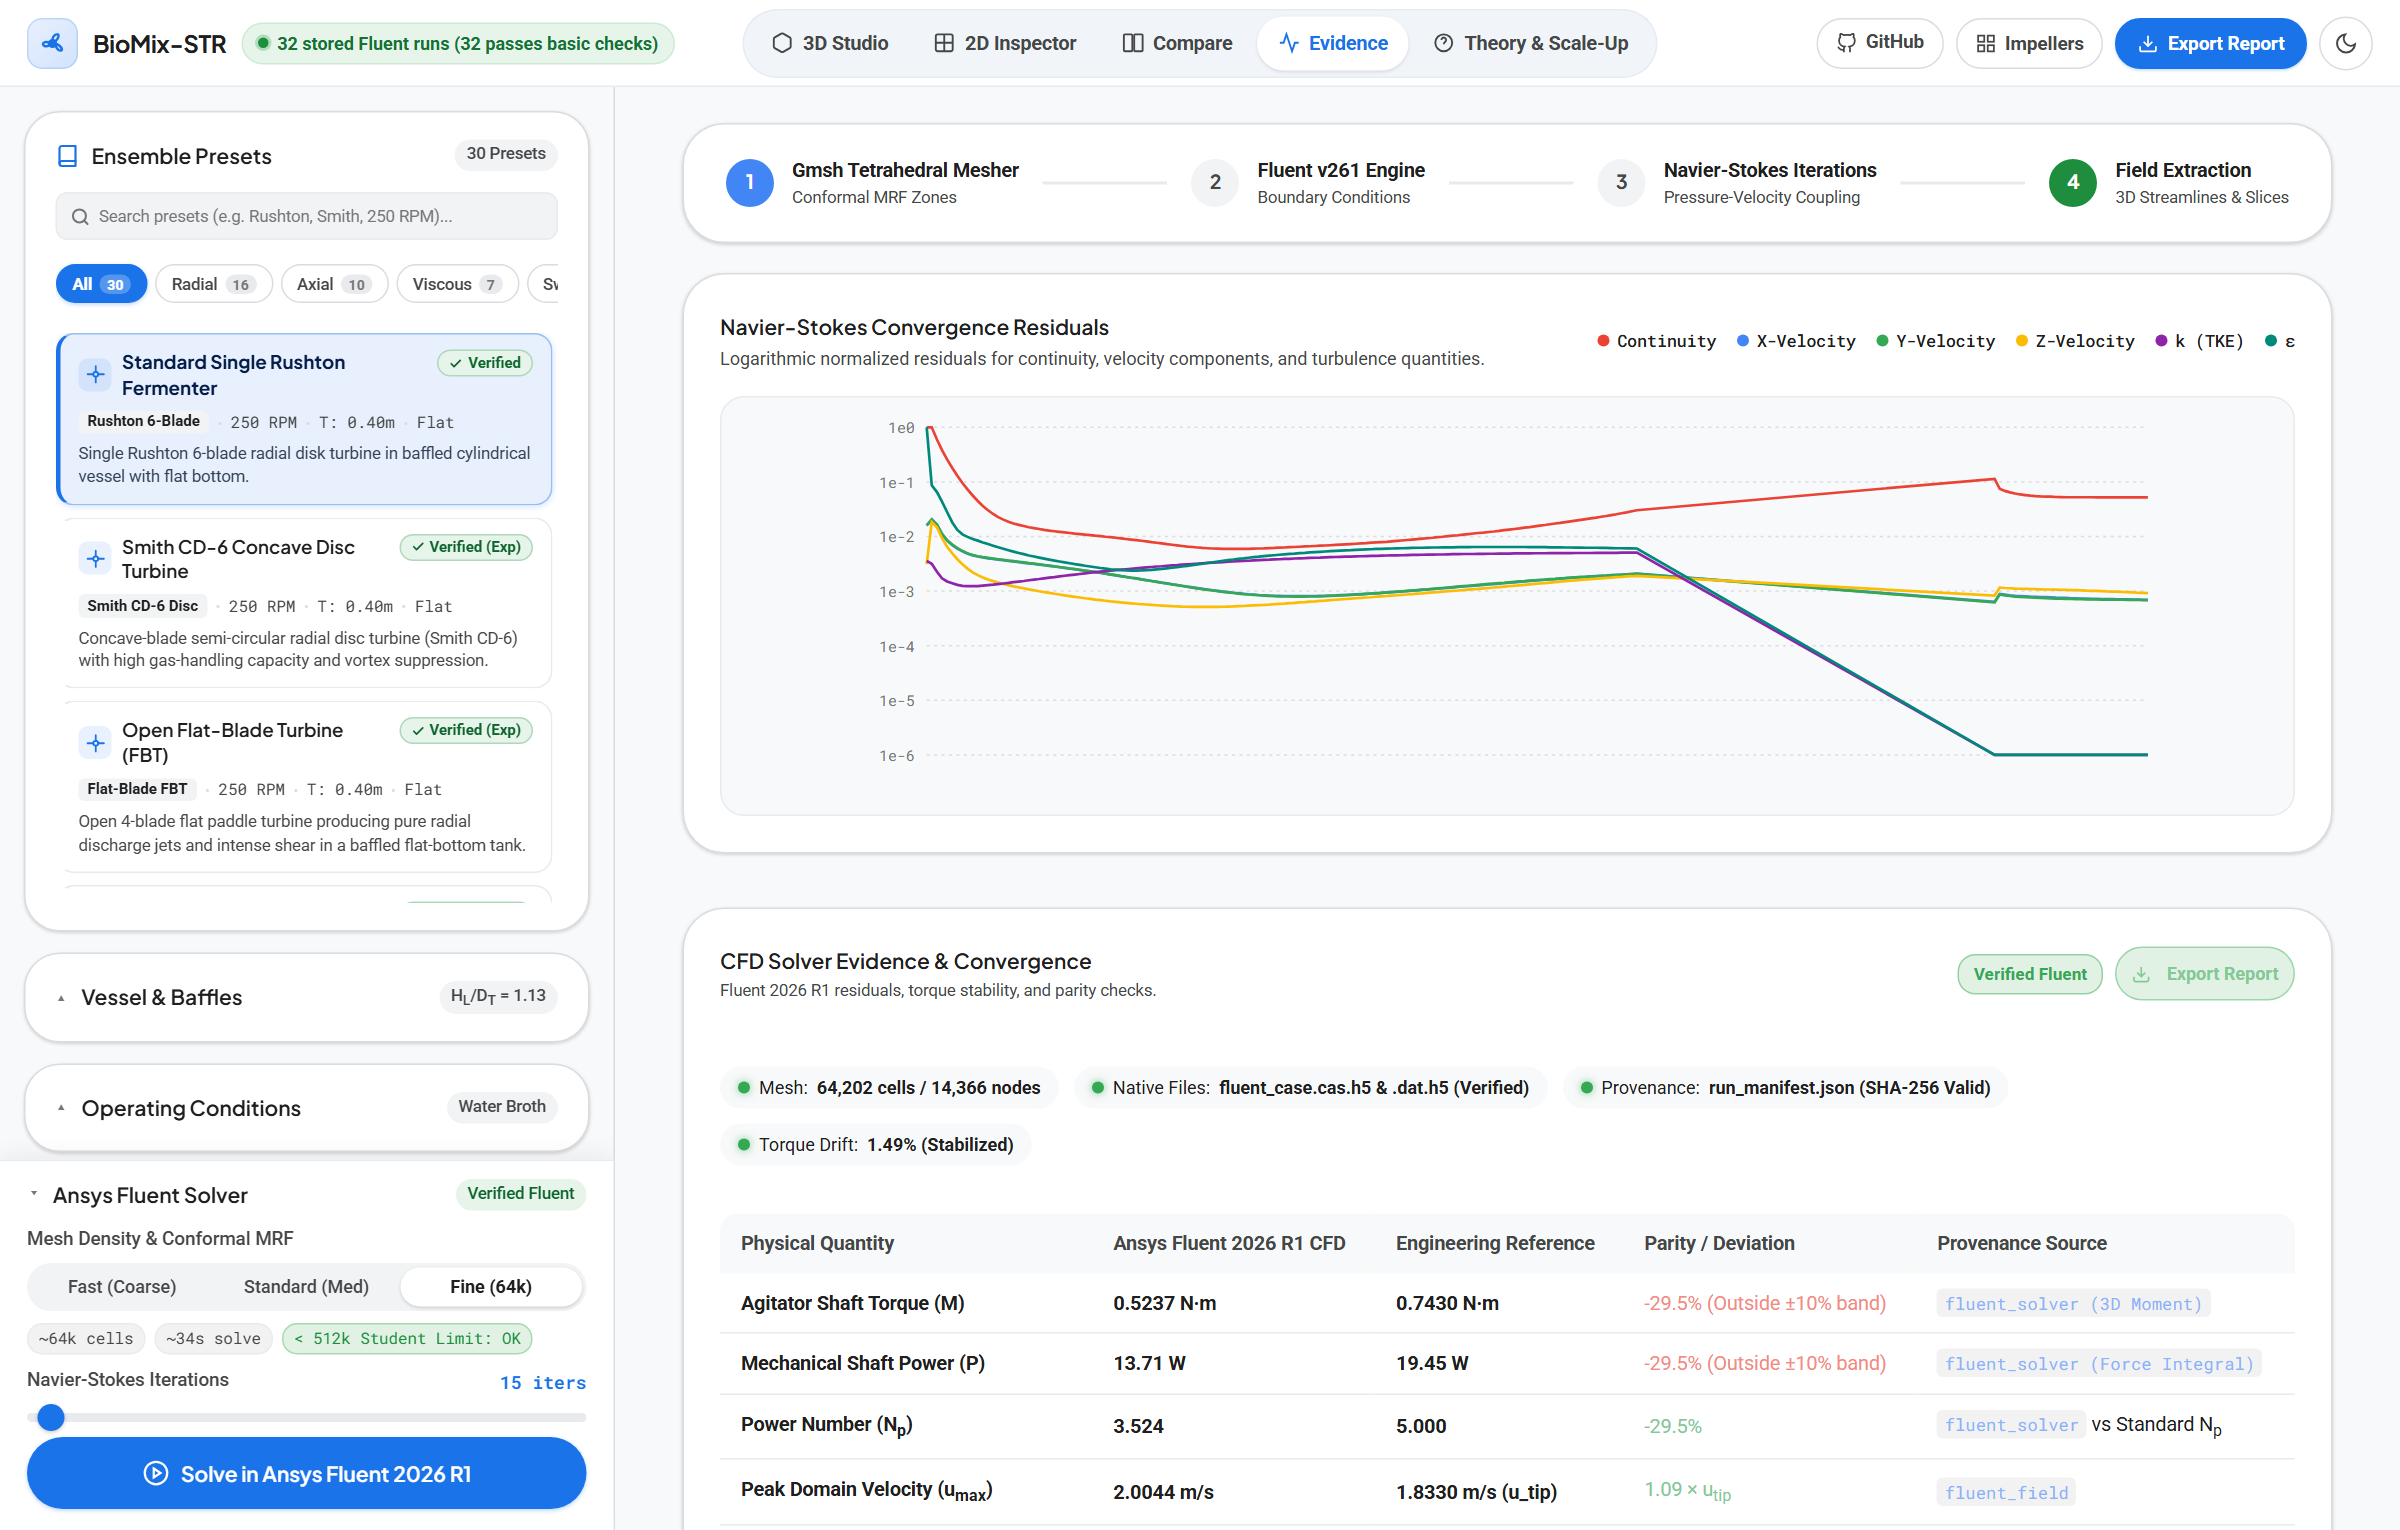 BioMix-STR
32 stored Fluent runs (32 passes basic checks)
3D Studio
2D Inspector
Compare
Evidence
Theory & Scale-Up
GitHub
Impellers
Export Report
Ensemble Presets
30 Presets
Search presets (e.g. Rushton, Smith, 250 RPM)...
All 30
Radial 16
Axial 10
Viscous 7
Standard Single Rushton
Fermenter
Verified
Rushton 6-Blade · 250 RPM · T: 0.40m · Flat
Single Rushton 6-blade radial disk turbine in baffled cylindrical
vessel with flat bottom.
Smith CD-6 Concave Disc
Turbine
Verified (Exp)
Smith CD-6 Disc · 250 RPM · T: 0.40m · Flat
Concave-blade semi-circular radial disc turbine (Smith CD-6)
with high gas-handling capacity and vortex suppression.
Open Flat-Blade Turbine
(FBT)
Verified (Exp)
Flat-Blade FBT · 250 RPM · T: 0.40m · Flat
Open 4-blade flat paddle turbine producing pure radial
discharge jets and intense shear in a baffled flat-bottom tank.
Vessel & Baffles
HL/DT = 1.13
Operating Conditions
Water Broth
Ansys Fluent Solver
Verified Fluent
Mesh Density & Conformal MRF
Fast (Coarse)
Standard (Med)
Fine (64k)
~64k cells
~34s solve
< 512k Student Limit: OK
Navier-Stokes Iterations
15 iters
Solve in Ansys Fluent 2026 R1
1
Gmsh Tetrahedral Mesher
Conformal MRF Zones
2
Fluent v261 Engine
Boundary Conditions
3
Navier-Stokes Iterations
Pressure-Velocity Coupling
4
Field Extraction
3D Streamlines & Slices
Navier-Stokes Convergence Residuals
Logarithmic normalized residuals for continuity, velocity components, and turbulence quantities.
Continuity
X-Velocity
Y-Velocity
Z-Velocity
k (TKE)
ε
1e0
1e-1
1e-2
1e-3
1e-4
1e-5
1e-6
CFD Solver Evidence & Convergence
Fluent 2026 R1 residuals, torque stability, and parity checks.
Verified Fluent
Export Report
Mesh: 64,202 cells / 14,366 nodes
Native Files: fluent_case.cas.h5 & .dat.h5 (Verified)
Provenance: run_manifest.json (SHA-256 Valid)
Torque Drift: 1.49% (Stabilized)
Physical Quantity
Ansys Fluent 2026 R1 CFD
Engineering Reference
Parity / Deviation
Provenance Source
Agitator Shaft Torque (M)
0.5237 N·m
0.7430 N·m
-29.5% (Outside ±10% band)
fluent_solver (3D Moment)
Mechanical Shaft Power (P)
13.71 W
19.45 W
-29.5% (Outside ±10% band)
fluent_solver (Force Integral)
Power Number (Np)
3.524
5.000
-29.5%
fluent_solver vs Standard Np
Peak Domain Velocity (umax)
2.0044 m/s
1.8330 m/s (u_tip)
1.09 × utip
fluent_field